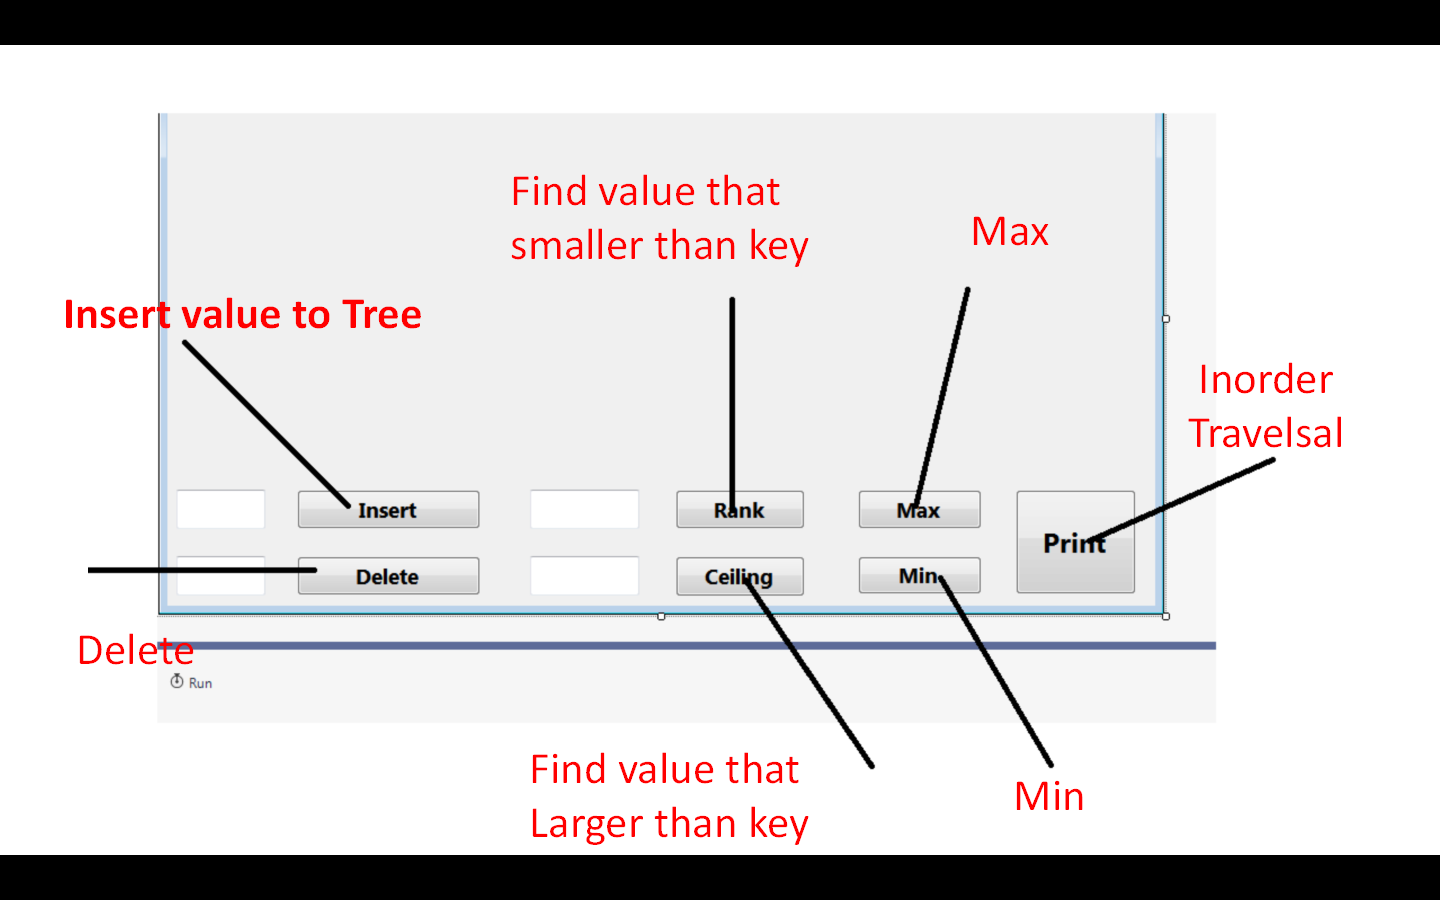 Find value that
smaller than key
Max
Insert value to Tree
Inorder
Travelsal
Insert
Rank
Max
Print
Delete
Ceiling
Min
Delete
Run
Find value that
Larger than key
Min